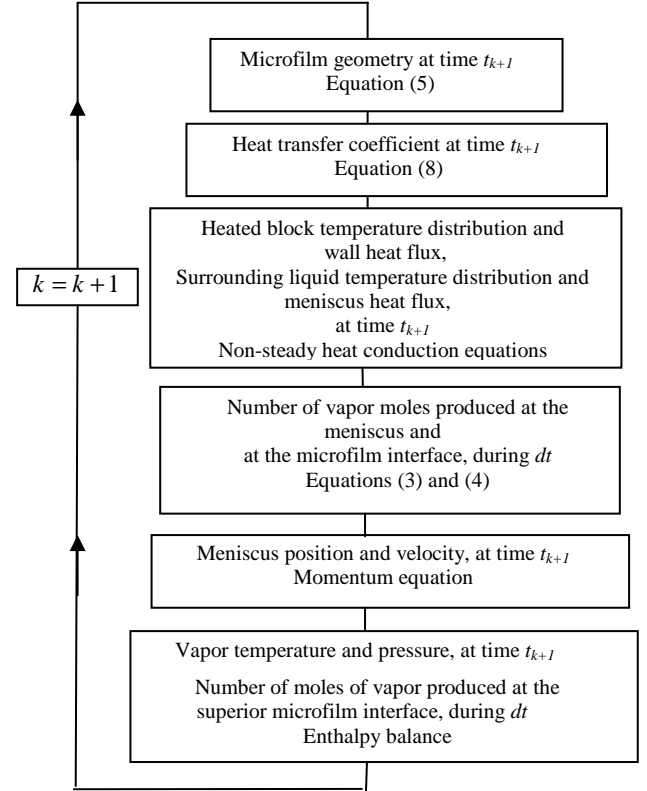 Microfilm geometry at time t_{k+1}
Equation (5)
Heat transfer coefficient at time t_{k+1}
Equation (8)
Heated block temperature distribution and
wall heat flux,
Surrounding liquid temperature distribution and
meniscus heat flux,
at time t_{k+1}
Non-steady heat conduction equations
k = k + 1
Number of vapor moles produced at the
meniscus and
at the microfilm interface, during dt
Equations (3) and (4)
Meniscus position and velocity, at time t_{k+1}
Momentum equation
Vapor temperature and pressure, at time t_{k+1}
Number of moles of vapor produced at the
superior microfilm interface, during dt
Enthalpy balance